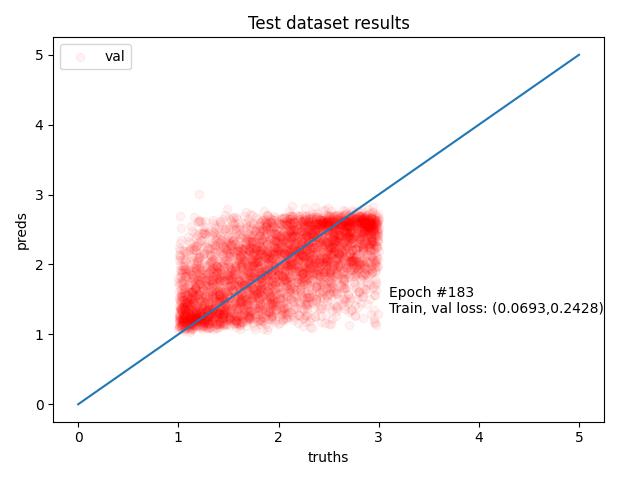 Test dataset results
val
5
4
3
2
1
0
preds
Epoch #183
Train, val loss: (0.0693,0.2428)
0 1 2 3 4 5
truths